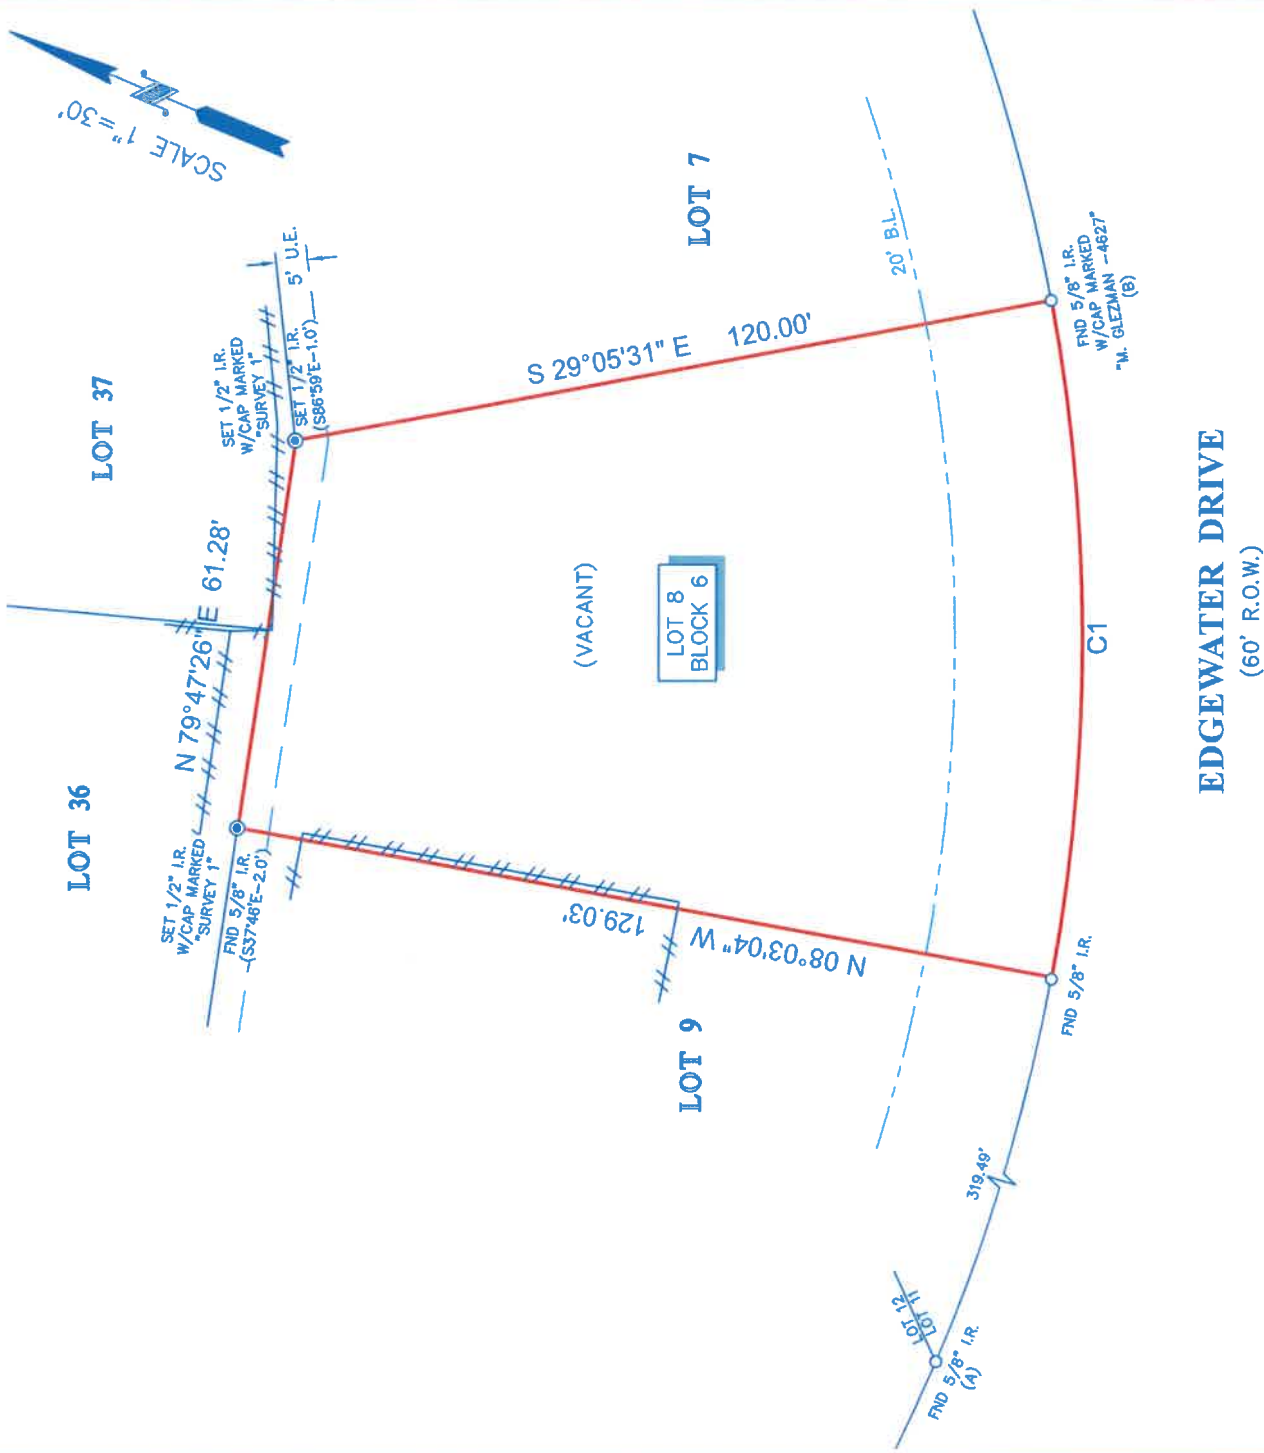 SCALE 1"=30'
LOT 36
LOT 37
SET 1/2" I.R.
W/CAP MARKED
"SURVEY 1"
FND 5/8" I.R.
(S37°46'E-2.0')
N 79°47'26" E 61.28'
SET 1/2" I.R.
W/CAP MARKED
"SURVEY 1"
SET 1/2" I.R.
(S86°59'E-1.0')
5' U.E.
S 29°05'31" E 120.00'
LOT 7
(VACANT)
LOT 8
BLOCK 6
N 08°03'04" W 129.03'
LOT 9
20' B.L.
FND 5/8" I.R.
W/CAP MARKED
"M. GLEZMAN -4627"
(B)
C1
FND 5/8" I.R.
319.49'
LOT 12
LOT 11
FND 5/8" I.R.
(A)
EDGEWATER DRIVE
(60' R.O.W.)